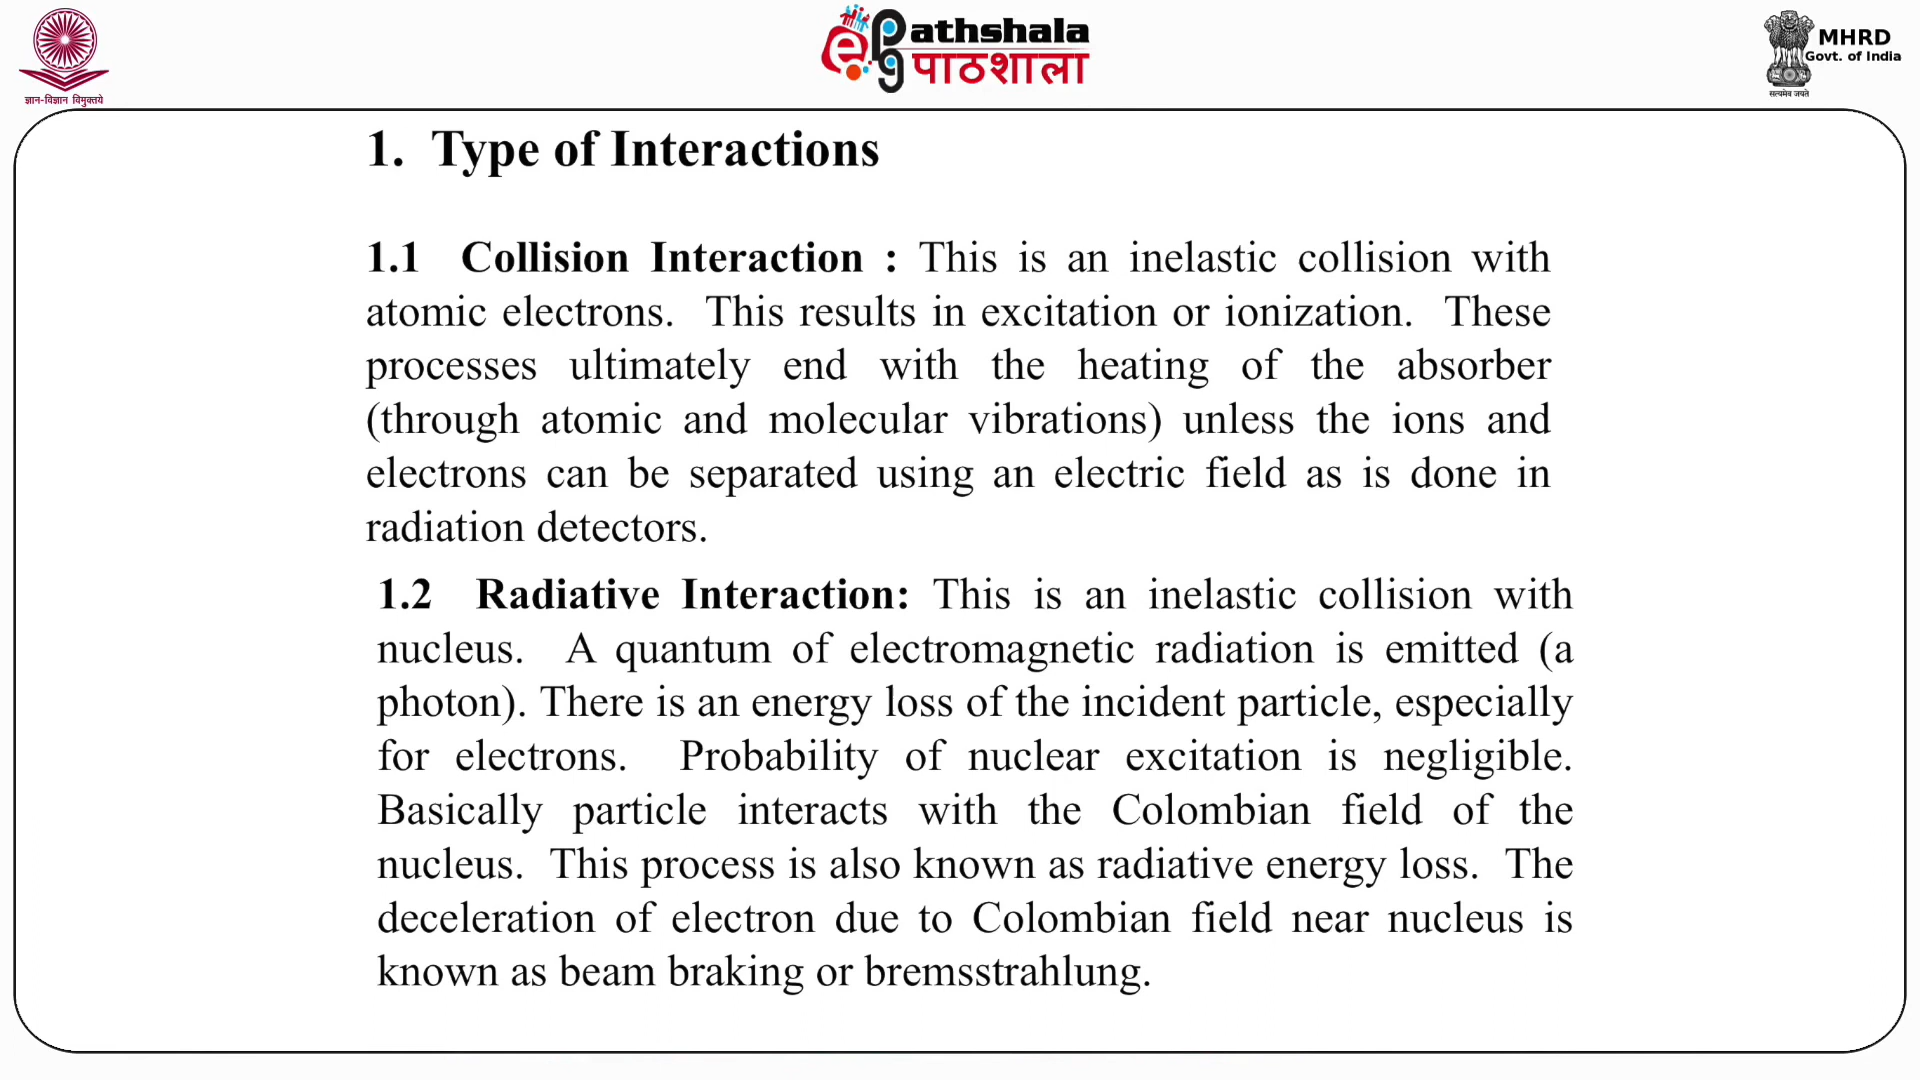 ज्ञान-विज्ञान विमुक्तये
ePG athshala
पाठशाला
MHRD
Govt. of India
सत्यमेव जयते
1. Type of Interactions
1.1 Collision Interaction : This is an inelastic collision with
atomic electrons. This results in excitation or ionization. These
processes ultimately end with the heating of the absorber
(through atomic and molecular vibrations) unless the ions and
electrons can be separated using an electric field as is done in
radiation detectors.
1.2 Radiative Interaction: This is an inelastic collision with
nucleus. A quantum of electromagnetic radiation is emitted (a
photon). There is an energy loss of the incident particle, especially
for electrons. Probability of nuclear excitation is negligible.
Basically particle interacts with the Colombian field of the
nucleus. This process is also known as radiative energy loss. The
deceleration of electron due to Colombian field near nucleus is
known as beam braking or bremsstrahlung.